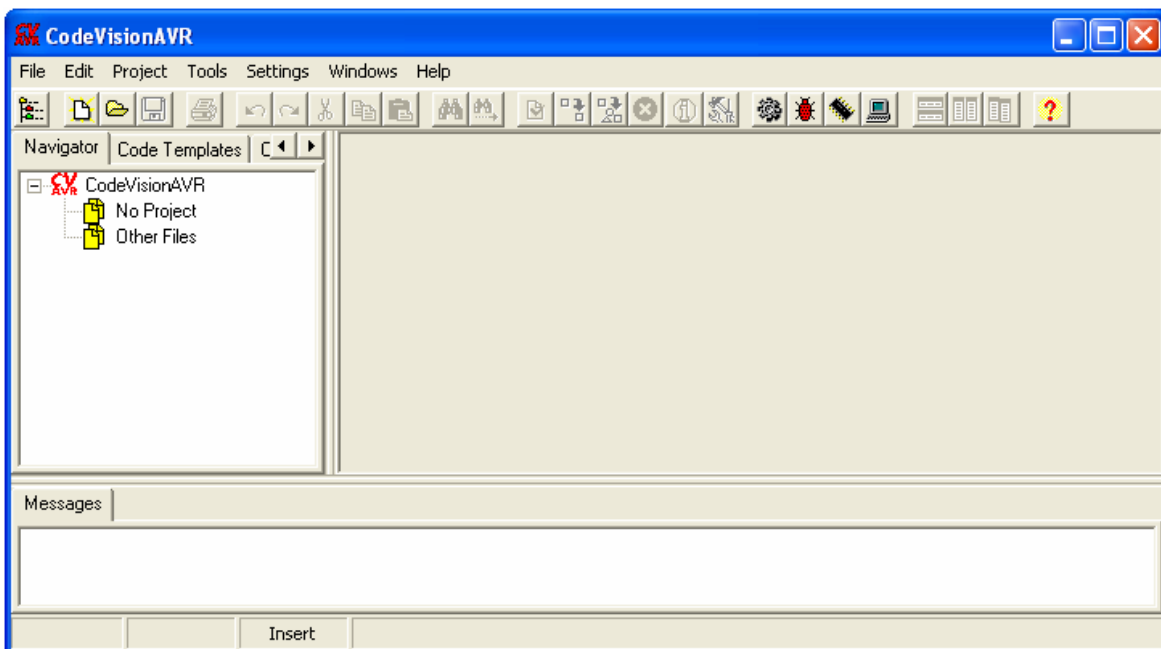 CodeVisionAVR
File Edit Project Tools Settings Windows Help
Navigator Code Templates C
CodeVisionAVR
No Project
Other Files
Messages
Insert